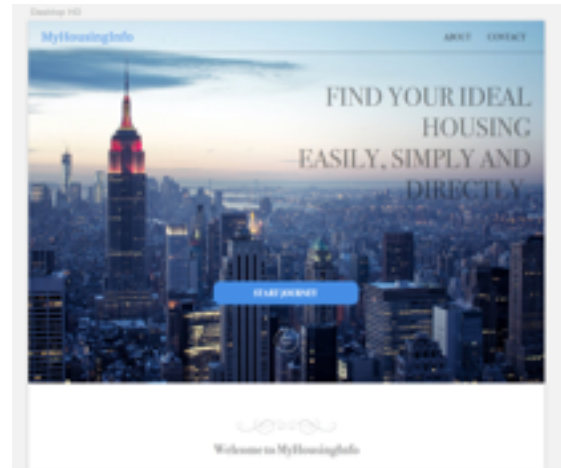 Desktop HD
MyHousingInfo
ABOUT CONTACT
FIND YOUR IDEAL
HOUSING
EASILY, SIMPLY AND
DIRECTLY.
START JOURNEY
Welcome to MyHousingInfo